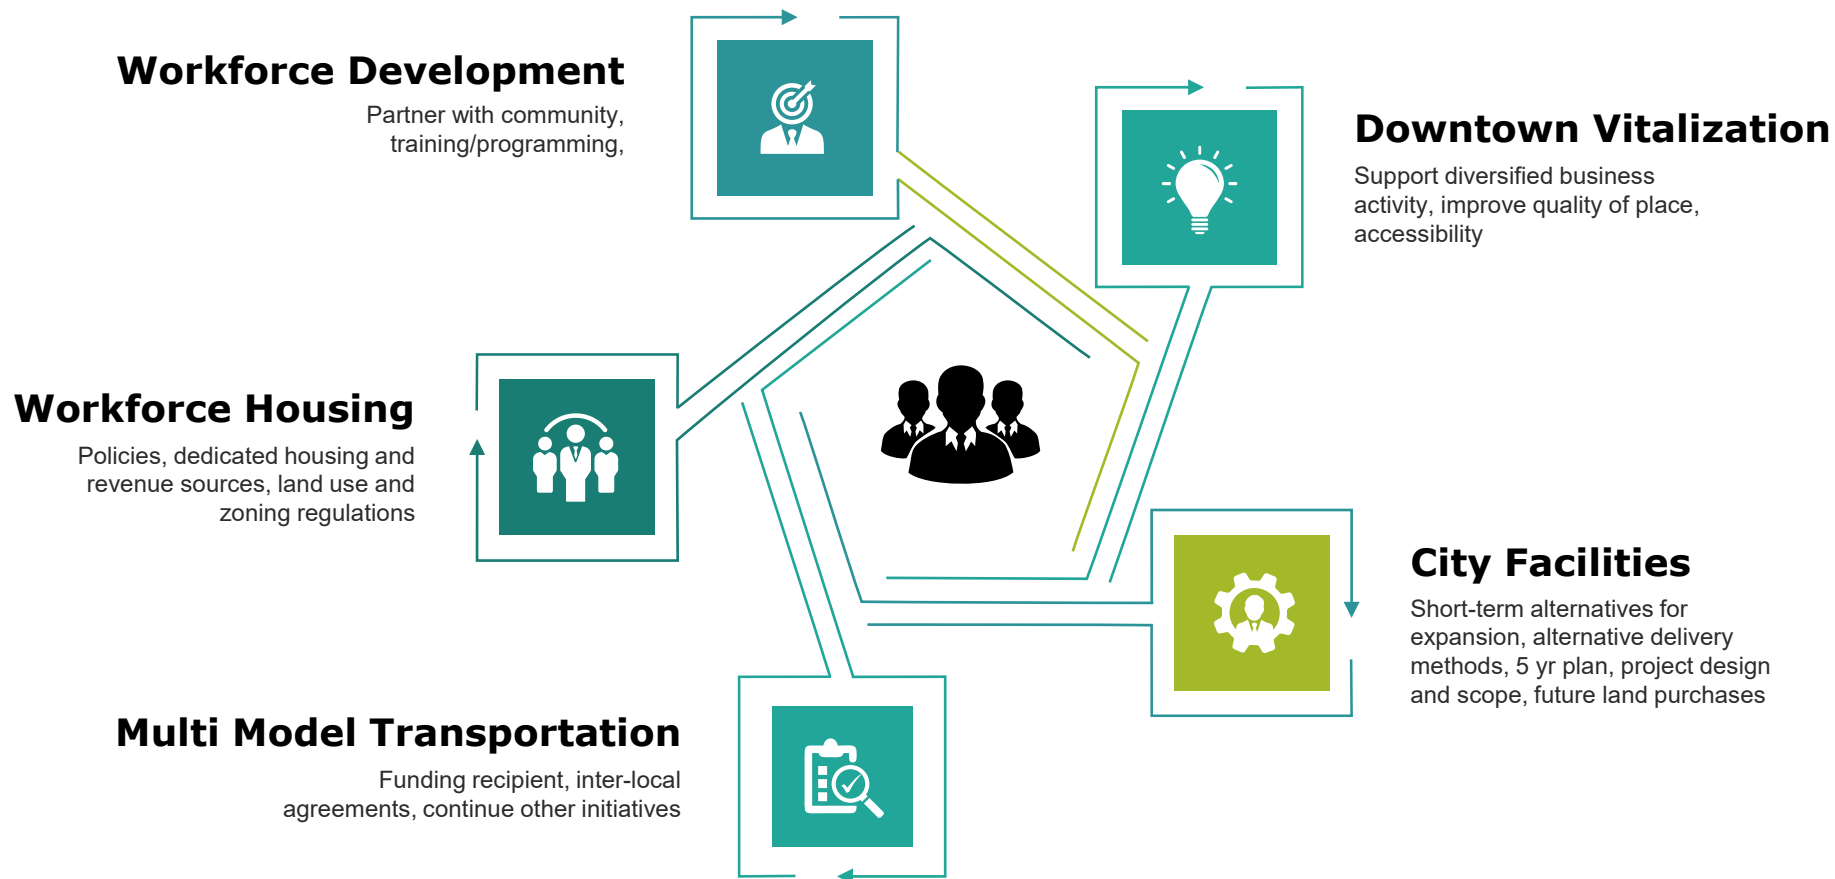 Workforce Development
Partner with community,
training/programming,
Downtown Vitalization
Support diversified business
activity, improve quality of place,
accessibility
Workforce Housing
Policies, dedicated housing and
revenue sources, land use and
zoning regulations
City Facilities
Short-term alternatives for
expansion, alternative delivery
methods, 5 yr plan, project design
and scope, future land purchases
Multi Model Transportation
Funding recipient, inter-local
agreements, continue other initiatives